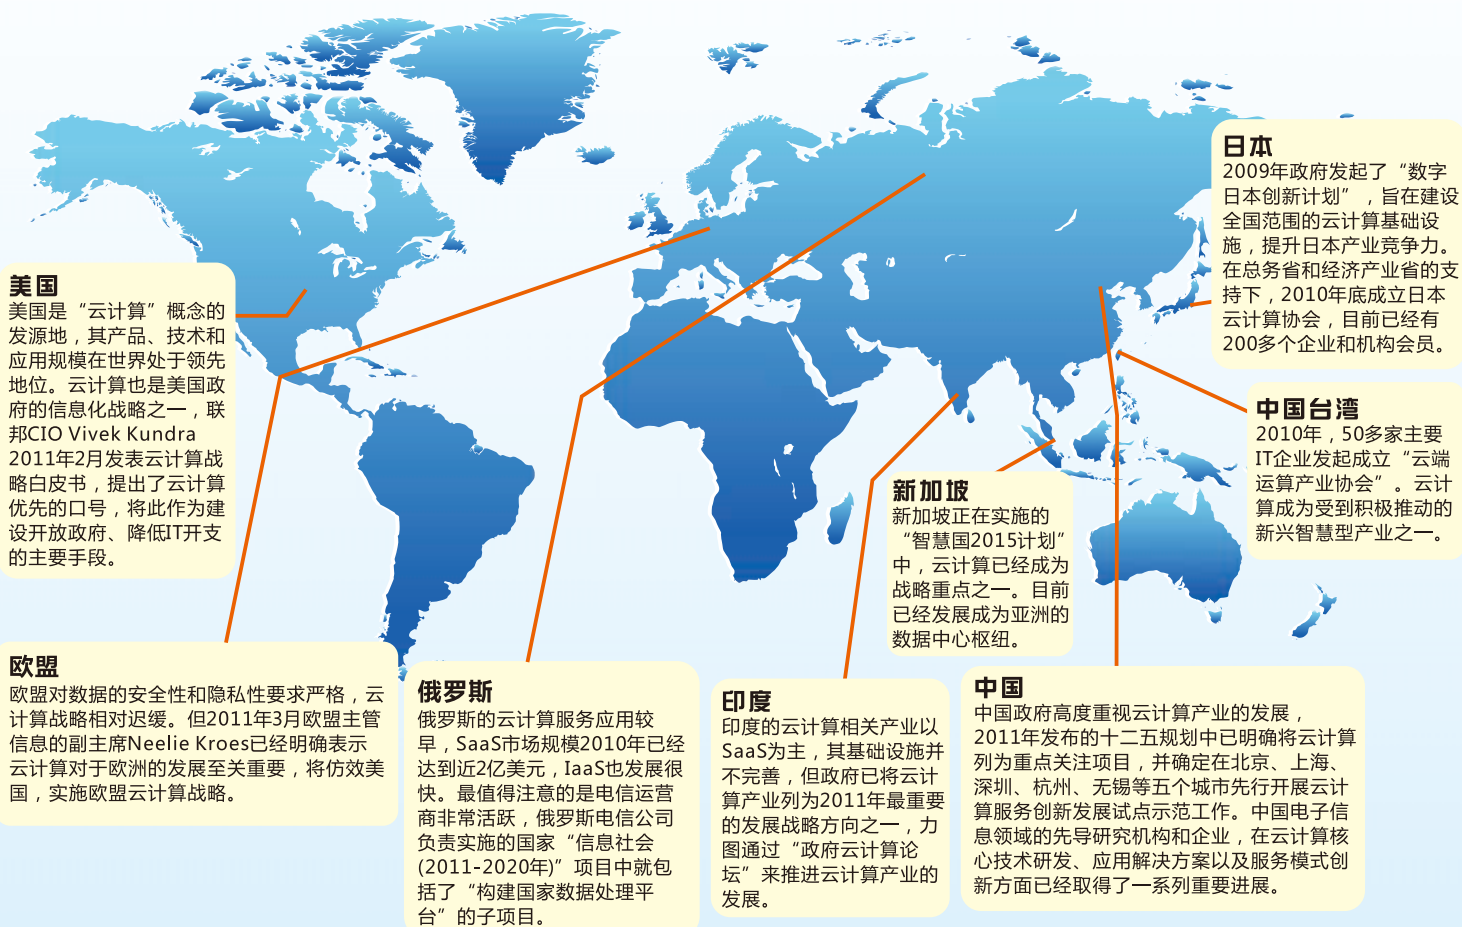 日本
2009年政府发起了“数字
日本创新计划”，旨在建设
全国范围的云计算基础设
施，提升日本产业竞争力。
在总务省和经济产业省的支
持下，2010年底成立日本
云计算协会，目前已经有
200多个企业和机构会员。
美国
美国是“云计算”概念的
发源地，其产品、技术和
应用规模在世界处于领先
地位。云计算也是美国政
府的信息化战略之一，联
邦CIO Vivek Kundra
2011年2月发表云计算战
略白皮书，提出了云计算
优先的口号，将此作为建
设开放政府、降低IT开支
的主要手段。
中国台湾
2010年，50多家主要
IT企业发起成立“云端
运算产业协会”。云计
算成为受到积极推动的
新兴智慧型产业之一。
新加坡
新加坡正在实施的
“智慧国2015计划”
中，云计算已经成为
战略重点之一。目前
已经发展成为亚洲的
数据中心枢纽。
欧盟
欧盟对数据的安全性和隐私性要求严格，云
计算战略相对迟缓。但2011年3月欧盟主管
信息的副主席Neelie Kroes已经明确表示
云计算对于欧洲的发展至关重要，将仿效美
国，实施欧盟云计算战略。
俄罗斯
俄罗斯的云计算服务应用较
早，SaaS市场规模2010年已经
达到近2亿美元，IaaS也发展很
快。最值得注意的是电信运营
商非常活跃，俄罗斯电信公司
负责实施的国家“信息社会
(2011-2020年)”项目中就包
括了“构建国家数据处理平
台”的子项目。
印度
印度的云计算相关产业以
SaaS为主，其基础设施并
不完善，但政府已将云计
算产业列为2011年最重要
的发展战略方向之一，力
图通过“政府云计算论
坛”来推进云计算产业的
发展。
中国
中国政府高度重视云计算产业的发展，
2011年发布的十二五规划中已明确将云计算
列为重点关注项目，并确定在北京、上海、
深圳、杭州、无锡等五个城市先行开展云计
算服务创新发展试点示范工作。中国电子信
息领域的先导研究机构和企业，在云计算核
心技术研发、应用解决方案以及服务模式创
新方面已经取得了一系列重要进展。